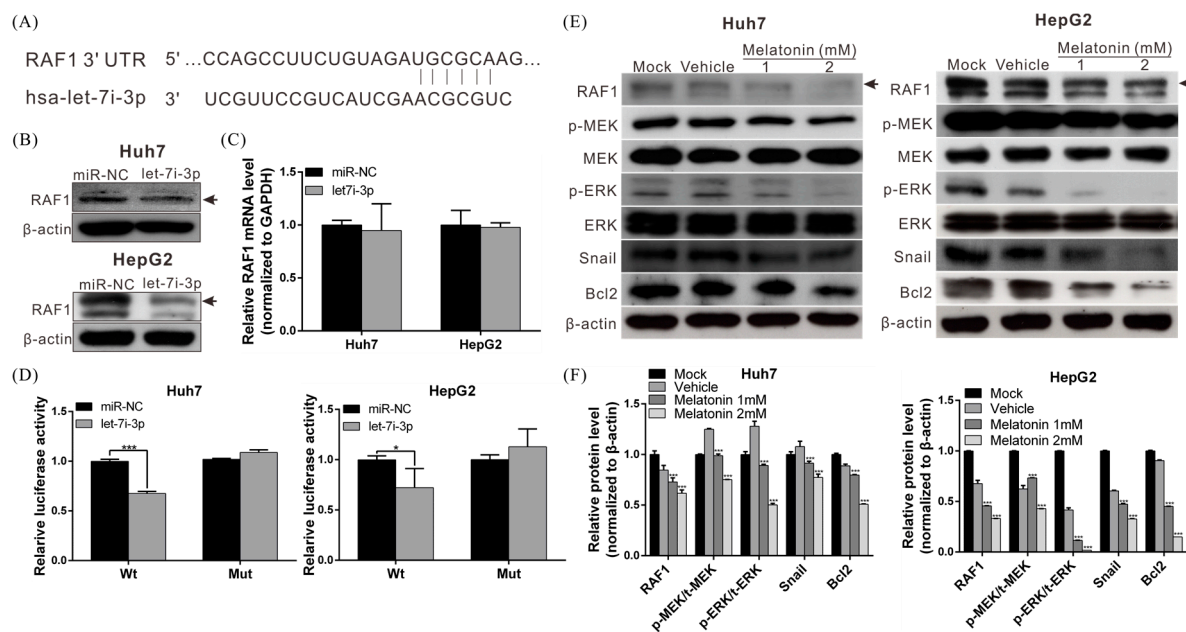 (A)
RAF1 3' UTR 5' ...CCAGCCUUCUGUAGAUGCGCAAG...
hsa-let-7i-3p 3' UCGUUCCGUCAUCGAACGCGUC
(B)
Huh7
miR-NC let-7i-3p
RAF1
β-actin
HepG2
miR-NC let-7i-3p
RAF1
β-actin
(C)
Relative RAF1 mRNA level
(normalized to GAPDH)
miR-NC
let7i-3p
1.5
1.0
0.5
0.0
Huh7 HepG2
(D)
Huh7
Relarive luciferase activity
miR-NC
let-7i-3p
***
1.5
1.0
0.5
0.0
Wt Mut
HepG2
Relarive luciferase activity
miR-NC
let-7i-3p
*
1.5
1.0
0.5
0.0
Wt Mut
(E)
Huh7
Melatonin (mM)
Mock Vehicle 1 2
RAF1
p-MEK
MEK
p-ERK
ERK
Snail
Bcl2
β-actin
HepG2
Melatonin (mM)
Mock Vehicle 1 2
RAF1
p-MEK
MEK
p-ERK
ERK
Snail
Bcl2
β-actin
(F)
Huh7
Relative protein level
(normalized to β-actin)
Mock
Vehicle
Melatonin 1mM
Melatonin 2mM
1.5
1.0
0.5
0.0
*** *** *** *** *** *** *** *** *** ***
RAF1 p-MEK/t-MEK p-ERK/t-ERK Snail Bcl2
HepG2
Relative protein level
(normalized to β-actin)
Mock
Vehicle
Melatonin 1mM
Melatonin 2mM
1.5
1.0
0.5
0.0
*** *** *** *** *** *** *** *** *** ***
RAF1 p-MEK/t-MEK p-ERK/t-ERK Snail Bcl2